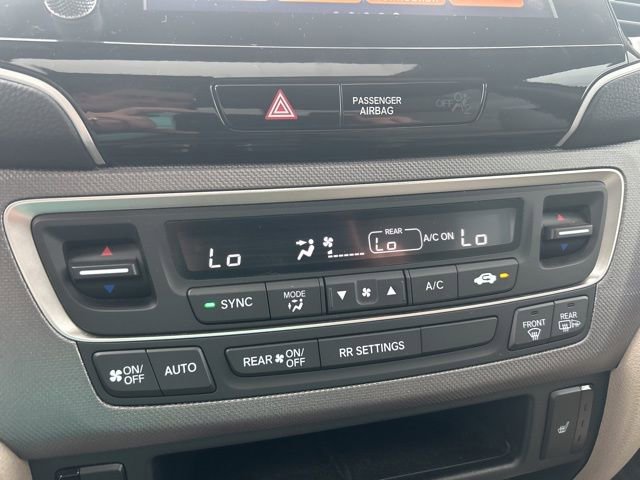 PASSENGER
AIRBAG
OFF
Lo
REAR
Lo
A/C ON
Lo
SYNC
MODE
A/C
ON/
OFF
AUTO
REAR ON/
OFF
RR SETTINGS
FRONT
REAR